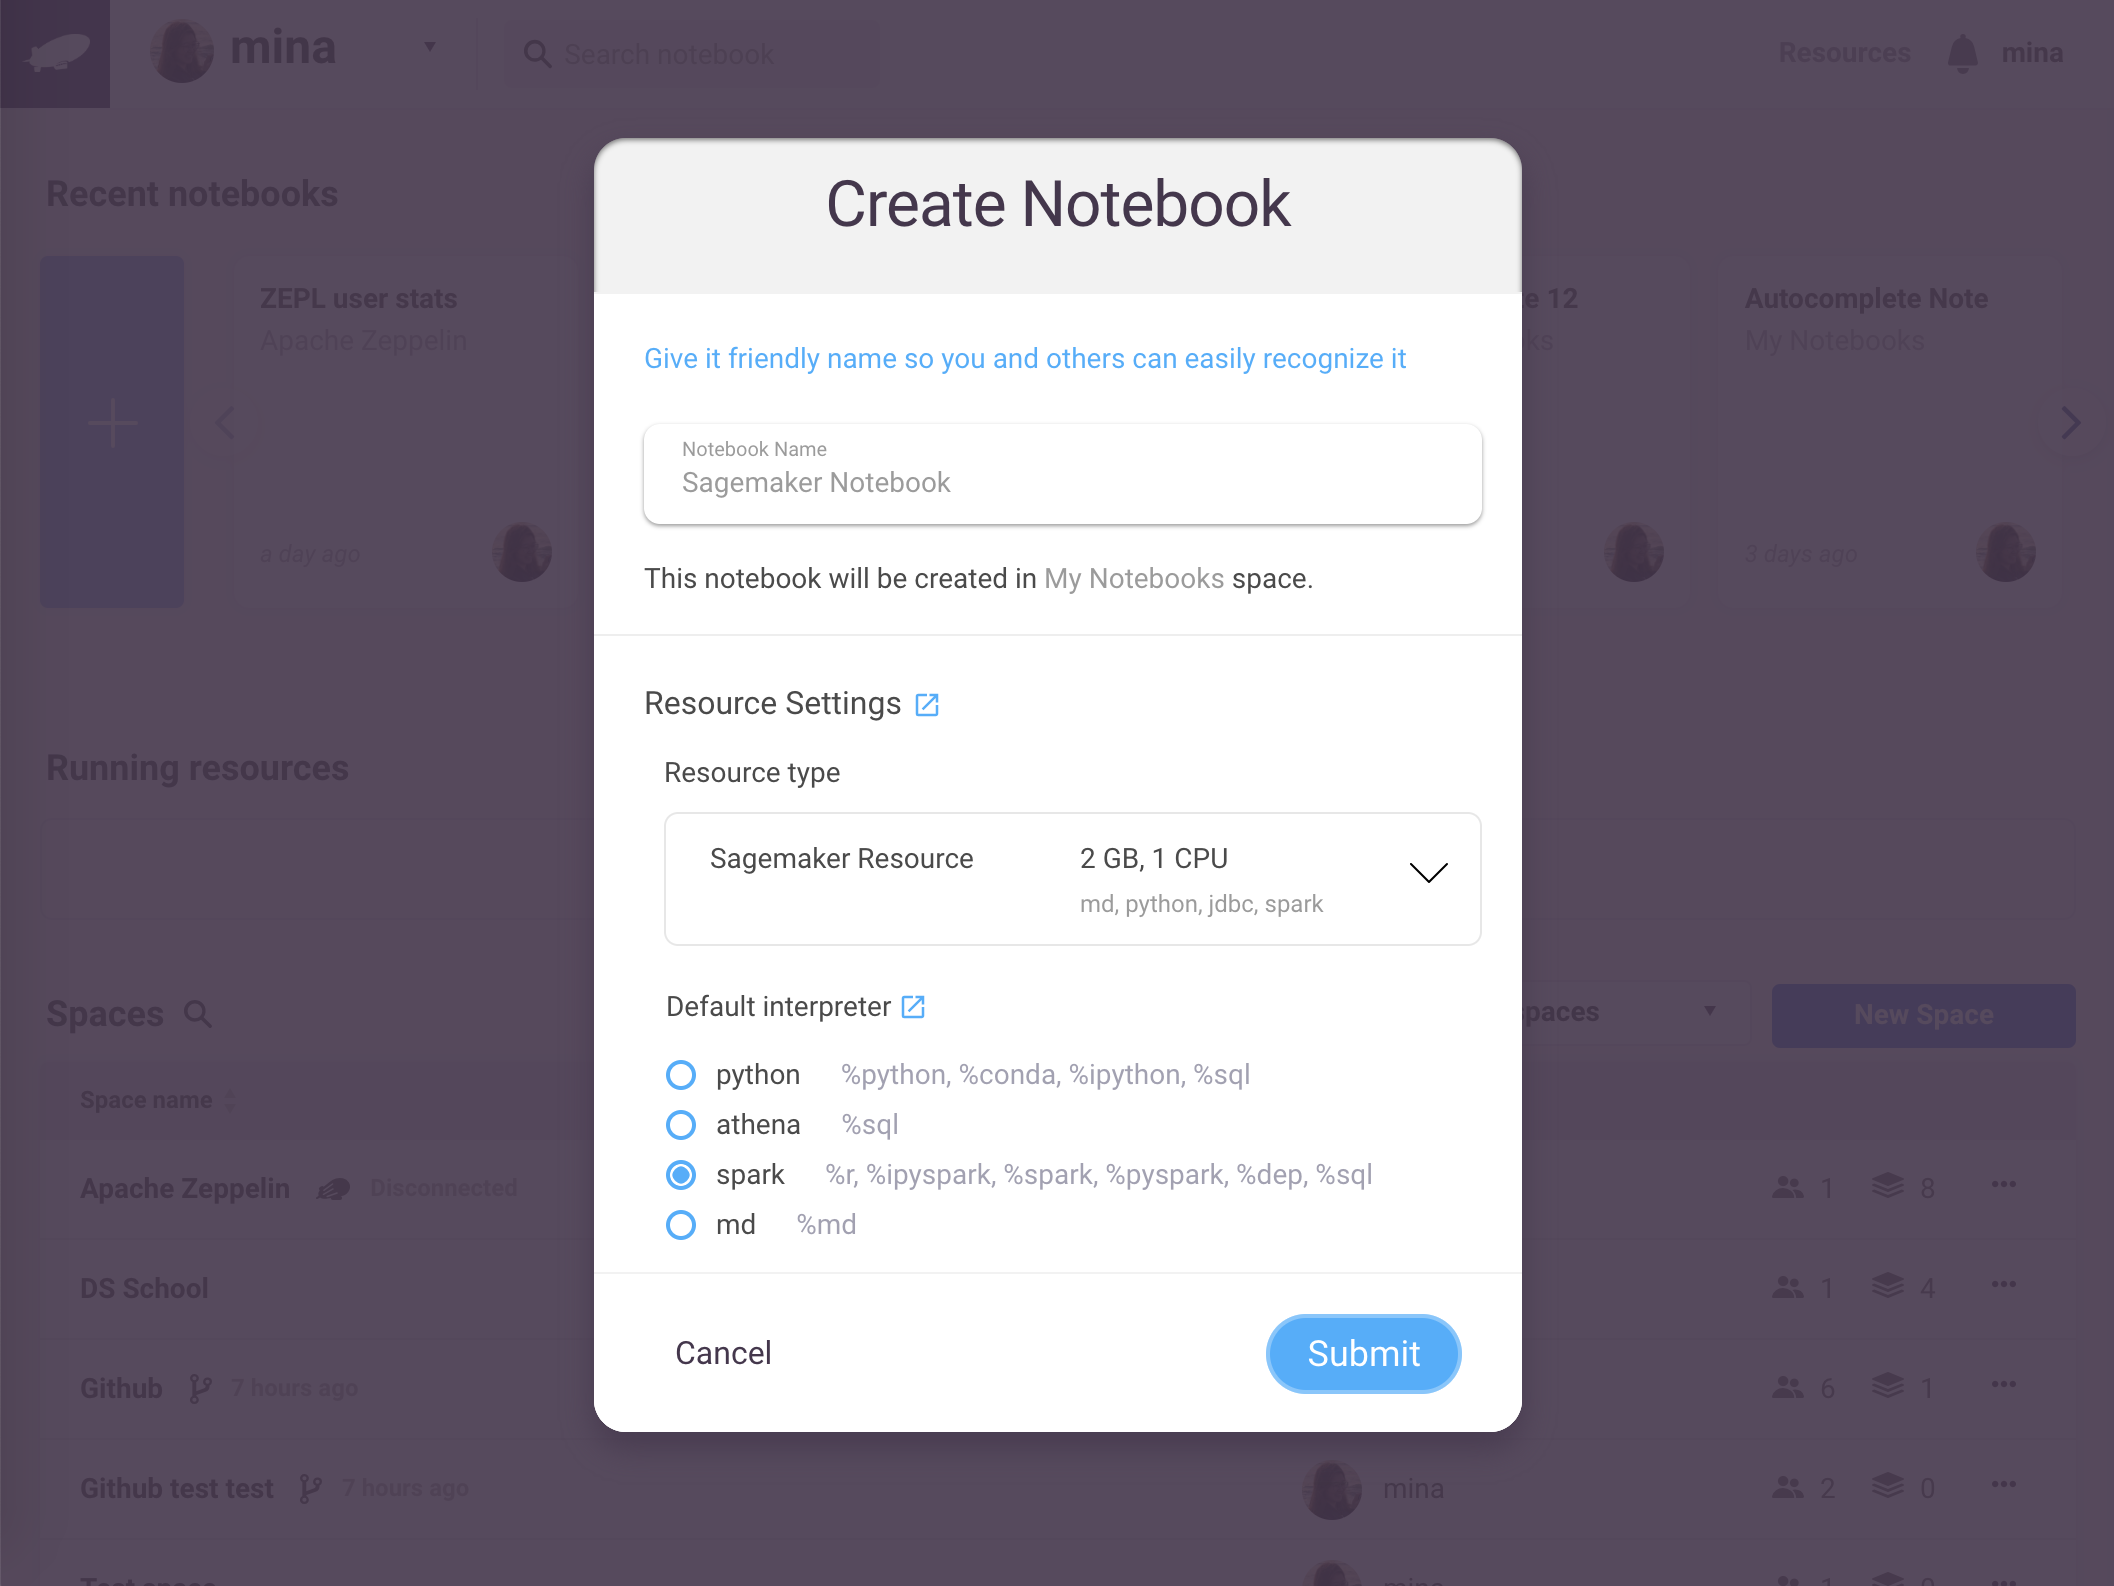 mina
Search notebook
Resources
mina
Recent notebooks
ZEPL user stats
Apache Zeppelin
a day ago
e 12
ks
Autocomplete Note
My Notebooks
3 days ago
Create Notebook
Give it friendly name so you and others can easily recognize it
Notebook Name
Sagemaker Notebook
This notebook will be created in My Notebooks space.
Resource Settings
Resource type
Sagemaker Resource
2 GB, 1 CPU
md, python, jdbc, spark
Default interpreter
python %python, %conda, %ipython, %sql
athena %sql
spark %r, %ipyspark, %spark, %pyspark, %dep, %sql
md %md
Cancel
Submit
Running resources
Spaces
paces
New Space
Space name
Apache Zeppelin Disconnected 1 8
DS School 1 4
Github 7 hours ago 6 1
Github test test 7 hours ago mina 2 0